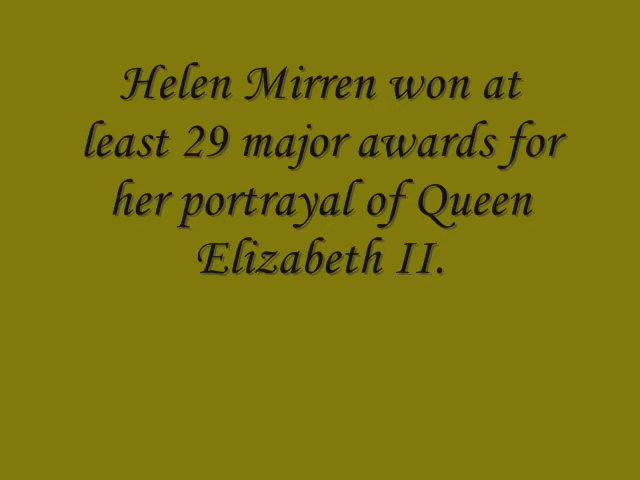 Helen Mirren won at
least 29 major awards for
her portrayal of Queen
Elizabeth II.